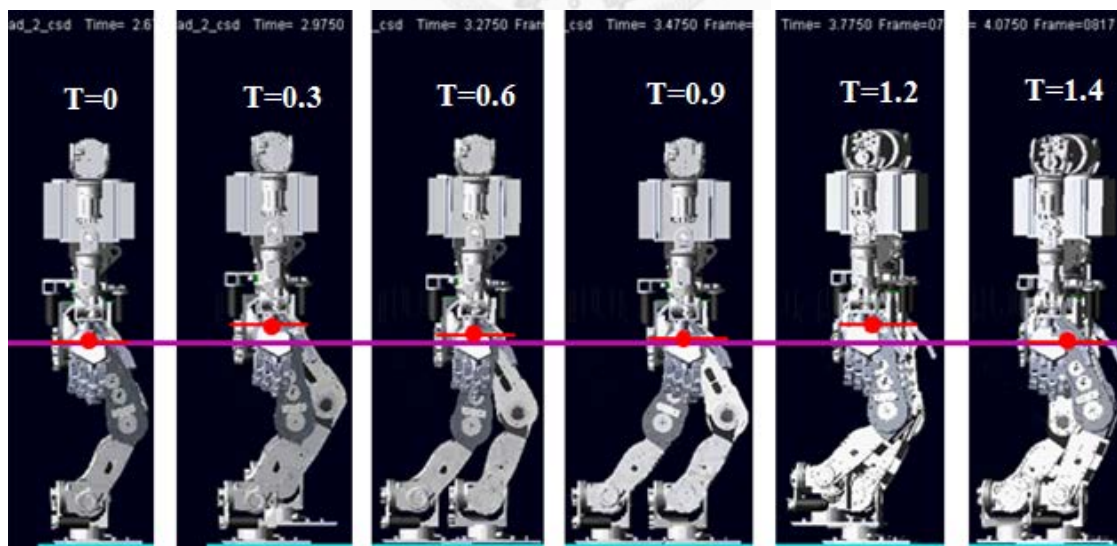 ad_2_csd Time= 2.6
ad_2_csd Time= 2.9750
_csd Time= 3.2750 Fram
_csd Time= 3.4750 Frame=
Time= 3.7750 Frame=07
= 4.0750 Frame=0817
T=0
T=0.3
T=0.6
T=0.9
T=1.2
T=1.4